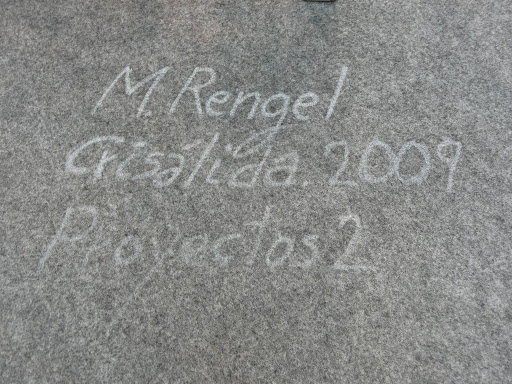 M. Rengel
Crisálida. 2009
Proyectos 2